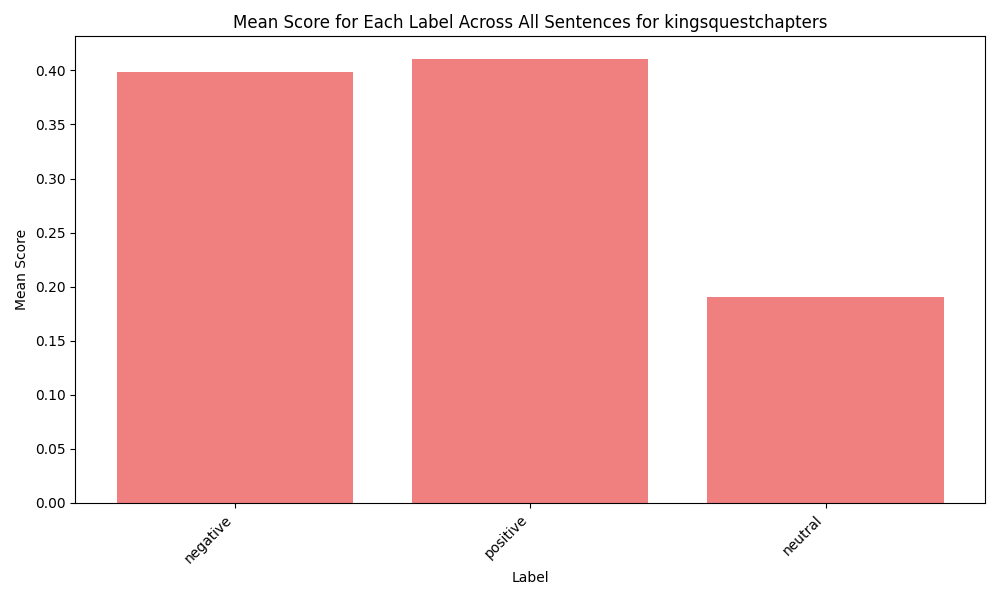 Mean Score for Each Label Across All Sentences for kingsquestchapters
Mean Score
0.40
0.35
0.30
0.25
0.20
0.15
0.10
0.05
0.00
negative
positive
neutral
Label